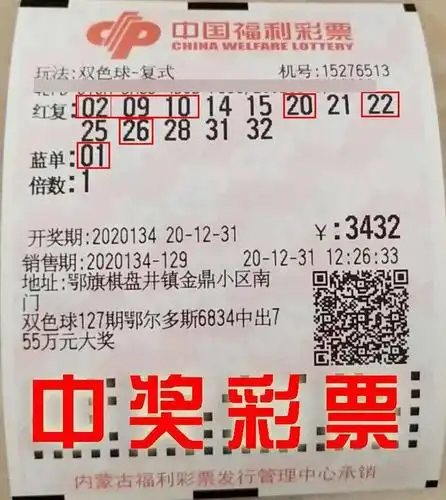 中国福利彩票
CHINA WELFARE LOTTERY
玩法:双色球-复式 机号:15276513
红复:02 09 10 14 15 20 21 22
25 26 28 31 32
蓝单:01
倍数:1
开奖期:2020134 20-12-31 ¥:3432
销售期:2020134-129 20-12-31 12:26:33
地址:鄂旗棋盘井镇金鼎小区南
门
双色球127期鄂尔多斯6834中出7
55万元大奖
中奖彩票
内蒙古福利彩票发行管理中心承销